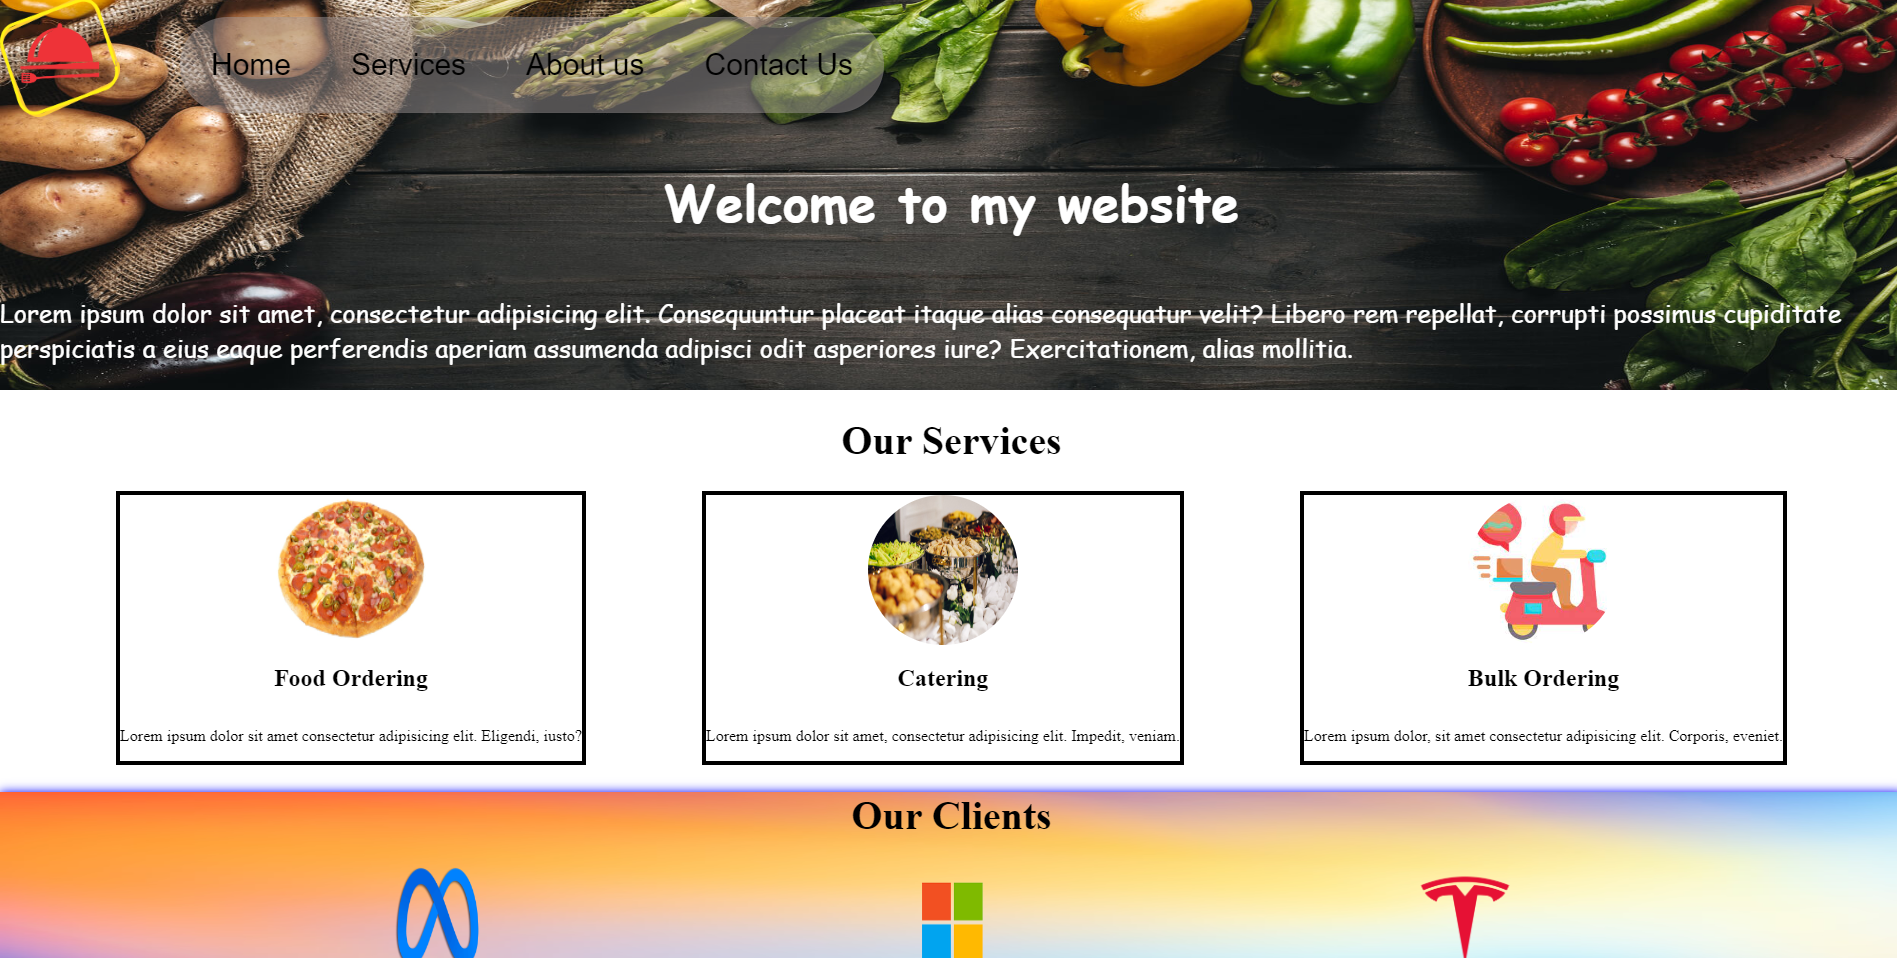 Home Services About us Contact Us
Welcome to my website
Lorem ipsum dolor sit amet, consectetur adipisicing elit. Consequuntur placeat itaque alias consequatur velit? Libero rem repellat, corrupti possimus cupiditate
perspiciatis a eius eaque perferendis aperiam assumenda adipisci odit asperiores iure? Exercitationem, alias mollitia.
Our Services
Food Ordering
Lorem ipsum dolor sit amet consectetur adipisicing elit. Eligendi, iusto?
Catering
Lorem ipsum dolor sit amet, consectetur adipisicing elit. Impedit, veniam.
Bulk Ordering
Lorem ipsum dolor, sit amet consectetur adipisicing elit. Corporis, eveniet.
Our Clients